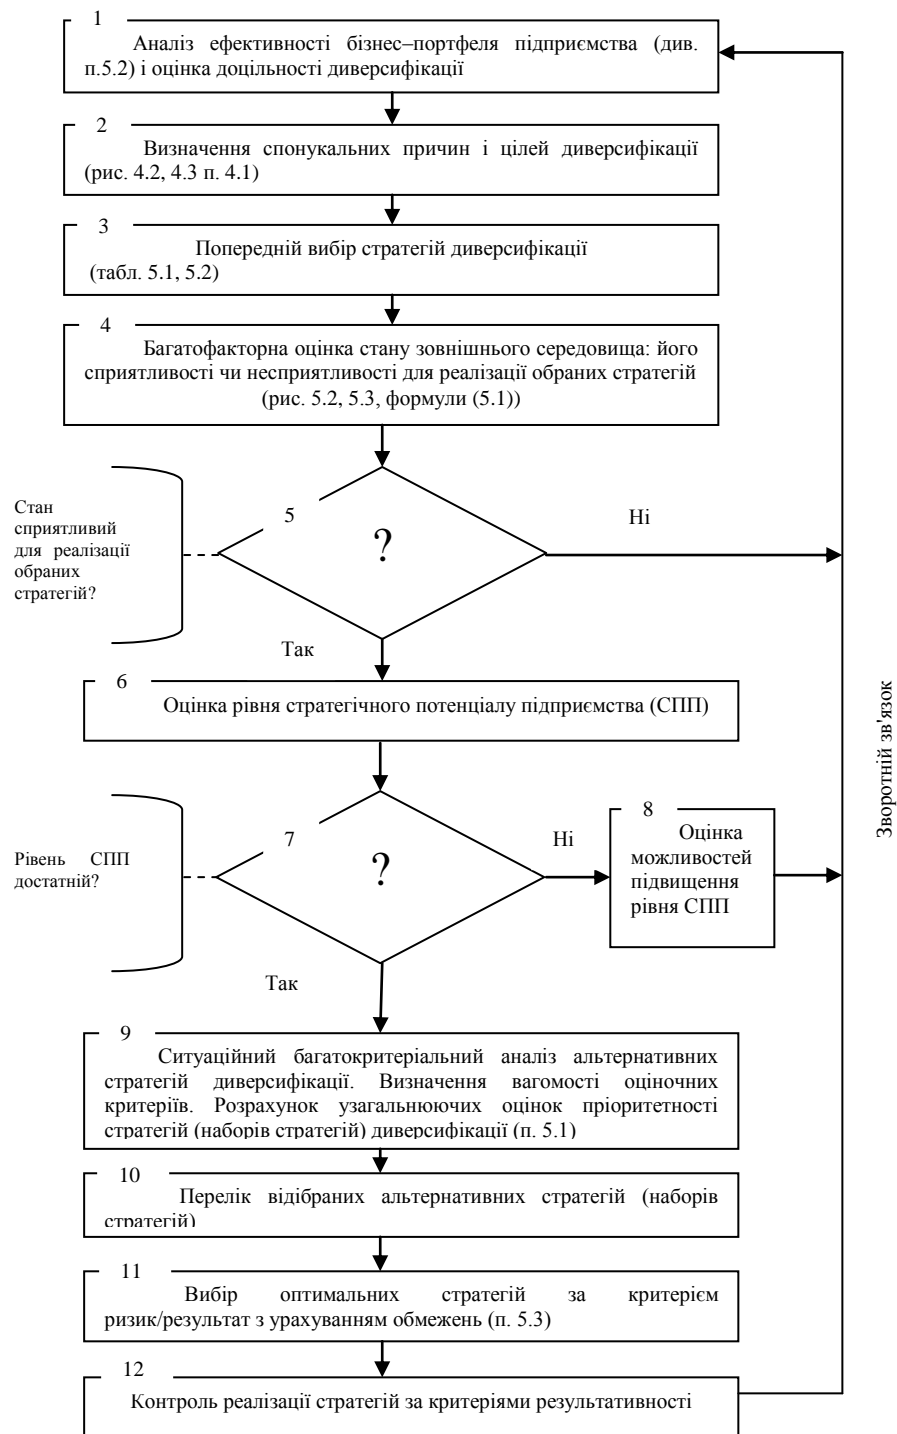 1
Аналіз ефективності бізнес–портфеля підприємства (див.
п.5.2) і оцінка доцільності диверсифікації
2
Визначення спонукальних причин і цілей диверсифікації
(рис. 4.2, 4.3 п. 4.1)
3
Попередній вибір стратегій диверсифікації
(табл. 5.1, 5.2)
4
Багатофакторна оцінка стану зовнішнього середовища: його
сприятливості чи несприятливості для реалізації обраних стратегій
(рис. 5.2, 5.3, формули (5.1))
Стан
сприятливий
для реалізації
обраних
стратегій?
5
?
Ні
Так
6
Оцінка рівня стратегічного потенціалу підприємства (СПП)
Зворотній зв'язок
Рівень СПП
достатній?
7
?
Ні
8
Оцінка
можливостей
підвищення
рівня СПП
Так
9
Ситуаційний багатокритеріальний аналіз альтернативних
стратегій диверсифікації. Визначення вагомості оціночних
критеріїв. Розрахунок узагальнюючих оцінок пріоритетності
стратегій (наборів стратегій) диверсифікації (п. 5.1)
10
Перелік відібраних альтернативних стратегій (наборів
стратегій)
11
Вибір оптимальних стратегій за критерієм
ризик/результат з урахуванням обмежень (п. 5.3)
12
Контроль реалізації стратегій за критеріями результативності